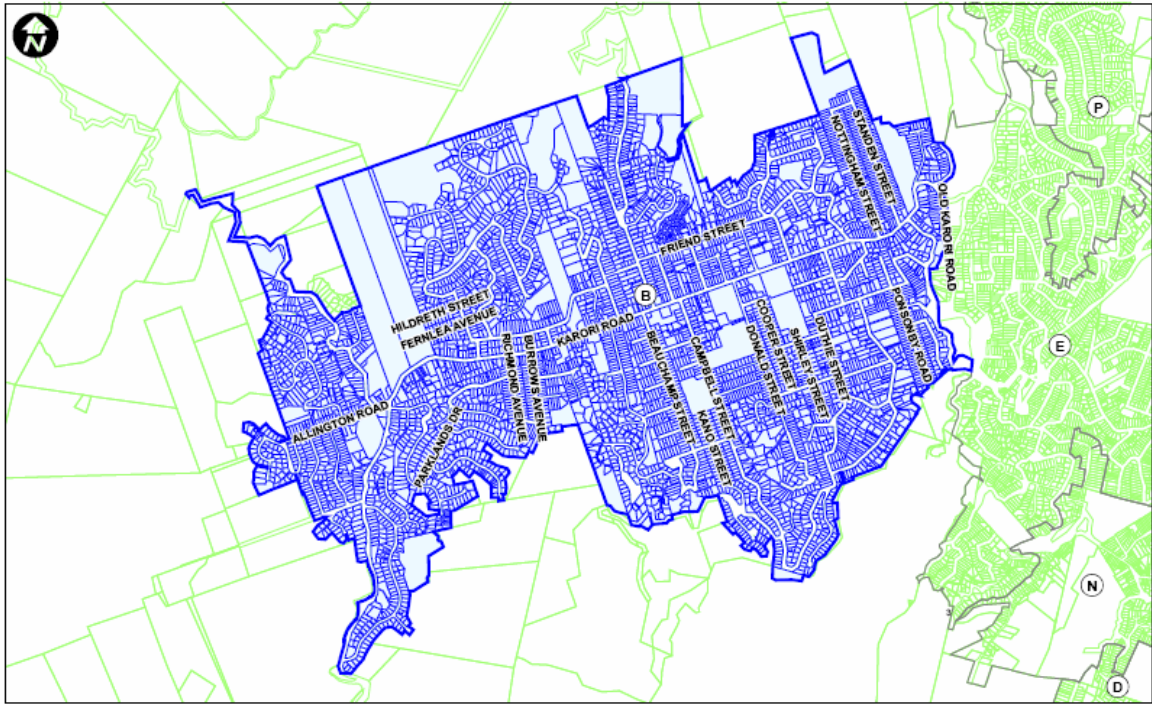 N
P
STANDEN STREET
NOTTINGHAM STREET
OLD KARORI ROAD
FRIEND STREET
HILDRETH STREET
FERNLEA AVENUE
B
KARORI ROAD
PONSONBY ROAD
COOPER STREET
DUTHIE STREET
SHIRLEY STREET
DONALD STREET
BEAUCHAMP STREET
CAMPBELL STREET
BURROWS AVENUE
RICHMOND AVENUE
E
ALLINGTON ROAD
PARKLANDS DR
KANO STREET
N
3
D